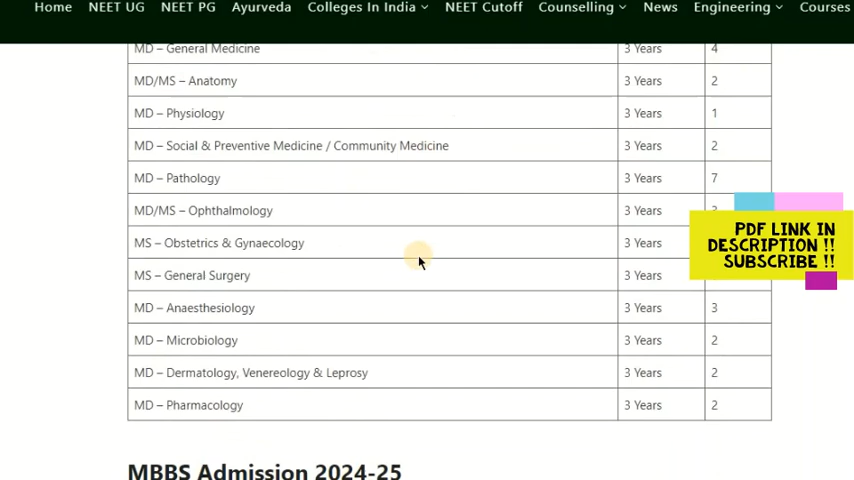 Home NEET UG NEET PG Ayurveda Colleges In India NEET Cutoff Counselling News Engineering Courses
MD – General Medicine 3 Years 4
MD/MS – Anatomy 3 Years 2
MD – Physiology 3 Years 1
MD – Social & Preventive Medicine / Community Medicine 3 Years 2
MD – Pathology 3 Years 7
MD/MS – Ophthalmology 3 Years
MS – Obstetrics & Gynaecology 3 Years
MS – General Surgery 3 Years
MD – Anaesthesiology 3 Years 3
MD – Microbiology 3 Years 2
MD – Dermatology, Venereology & Leprosy 3 Years 2
MD – Pharmacology 3 Years 2
PDF LINK IN
DESCRIPTION !!
SUBSCRIBE !!
MBBS Admission 2024-25